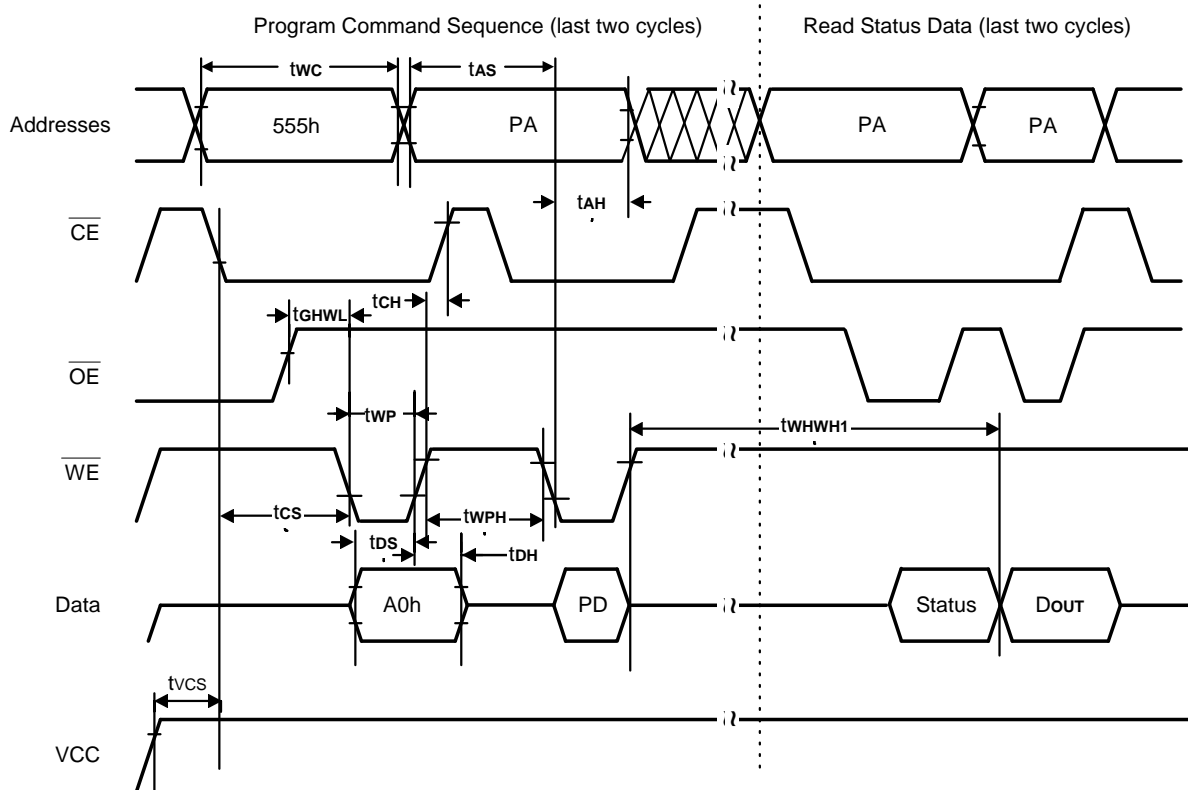 Program Command Sequence (last two cycles) Read Status Data (last two cycles)
tWC tAS
Addresses 555h PA PA PA
tAH
CE
tCH
tGHWL
OE
tWP tWHWH1
WE
tCS tWPH
tDS tDH
Data A0h PD Status DOUT
tVCS
VCC